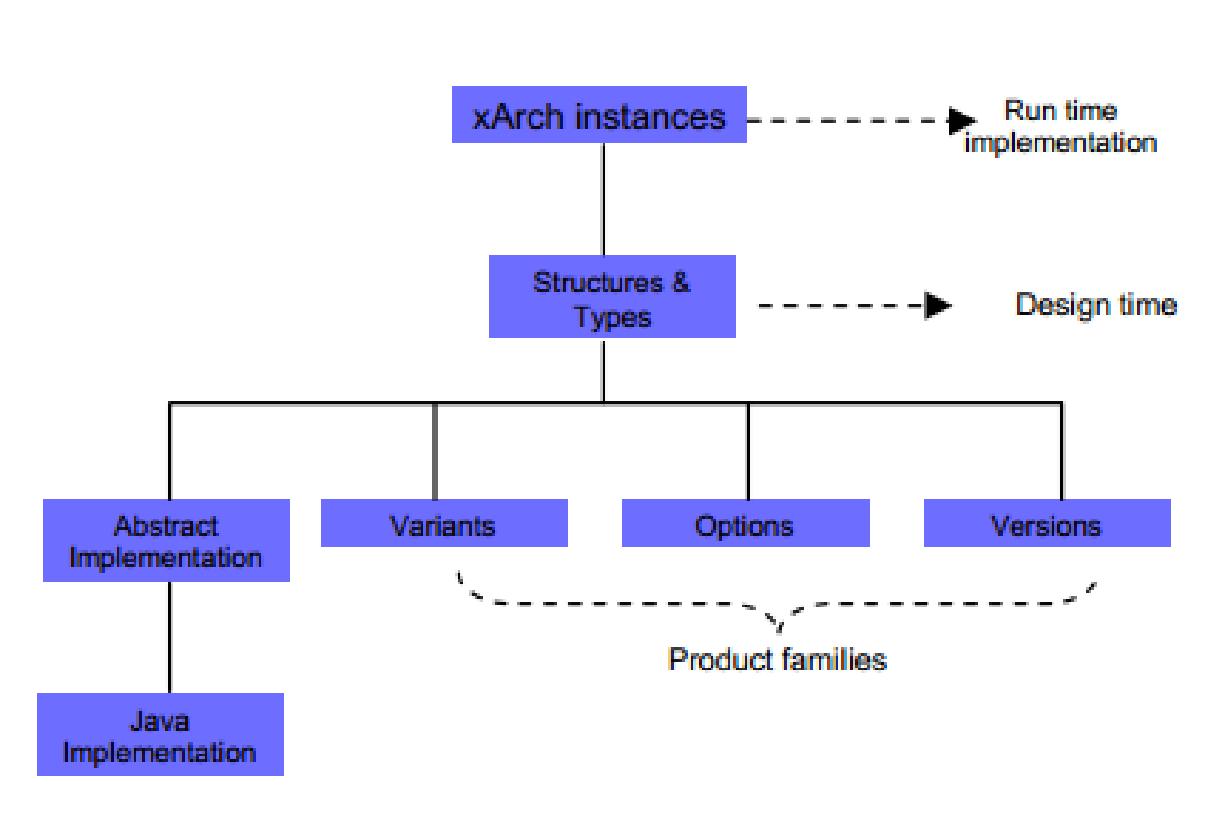 xArch instances
Run time
implementation
Structures &
Types
Design time
Abstract
Implementation
Variants
Options
Versions
Product families
Java
Implementation